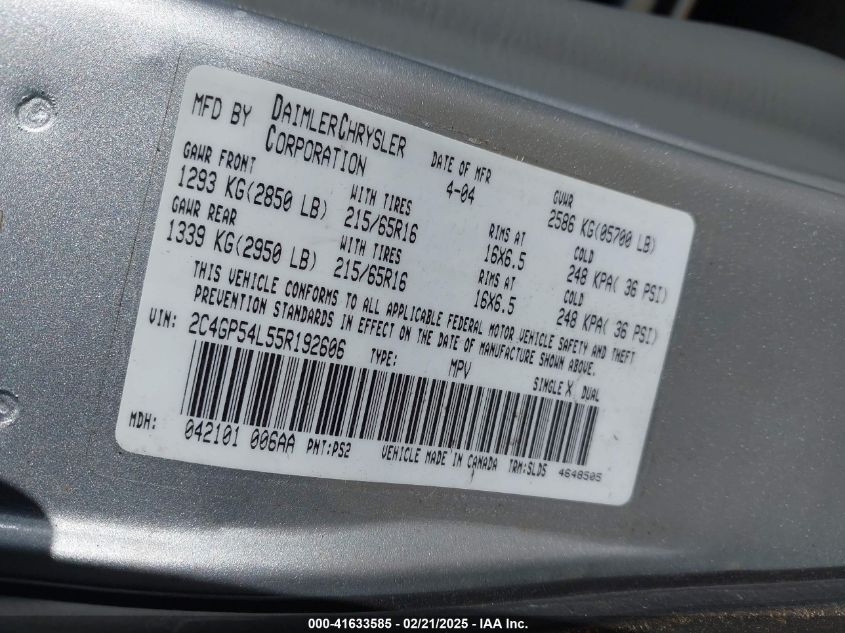 MFD BY DAIMLERCHRYSLER CORPORATION
DATE OF MFR 4-04
GVWR 2586 KG(05700 LB)
GAWR FRONT 1293 KG(2850 LB) WITH TIRES 215/65R16 RIMS AT 16X6.5 COLD 248 KPA( 36 PSI)
GAWR REAR 1339 KG(2950 LB) WITH TIRES 215/65R16 RIMS AT 16X6.5 COLD 248 KPA( 36 PSI)
THIS VEHICLE CONFORMS TO ALL APPLICABLE FEDERAL MOTOR VEHICLE SAFETY AND THEFT
PREVENTION STANDARDS IN EFFECT ON THE DATE OF MANUFACTURE SHOWN ABOVE.
VIN: 2C4GP54L55R192606 TYPE: MPV SINGLE X DUAL
MDH: 042101 006AA PNT:PS2 VEHICLE MADE IN CANADA TRM:SLD5 4648505
000-41633585 / 02/21/2025 - IAA Inc.